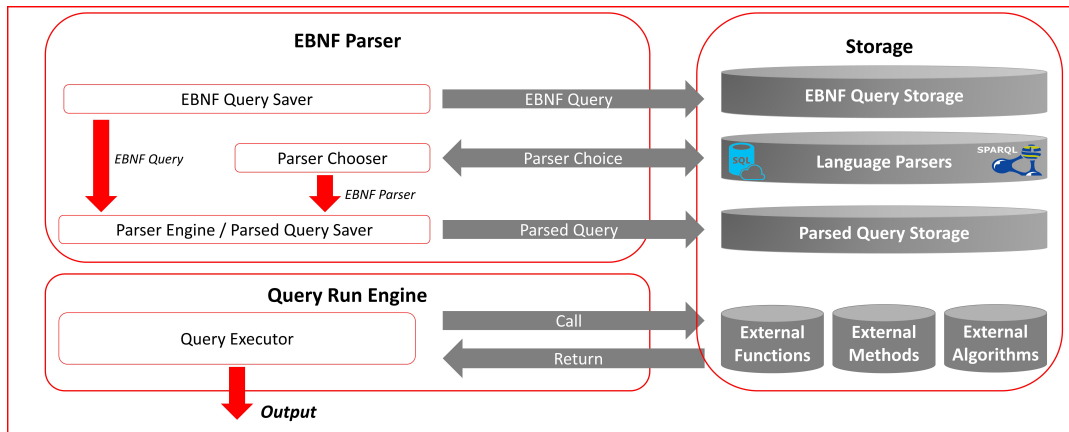 EBNF Parser
Storage
EBNF Query Saver
EBNF Query
EBNF Query Storage
EBNF Query
Parser Chooser
Parser Choice
SQL
Language Parsers
SPARQL
EBNF Parser
Parser Engine / Parsed Query Saver
Parsed Query
Parsed Query Storage
Query Run Engine
Query Executor
Call
Return
External
Functions
External
Methods
External
Algorithms
Output